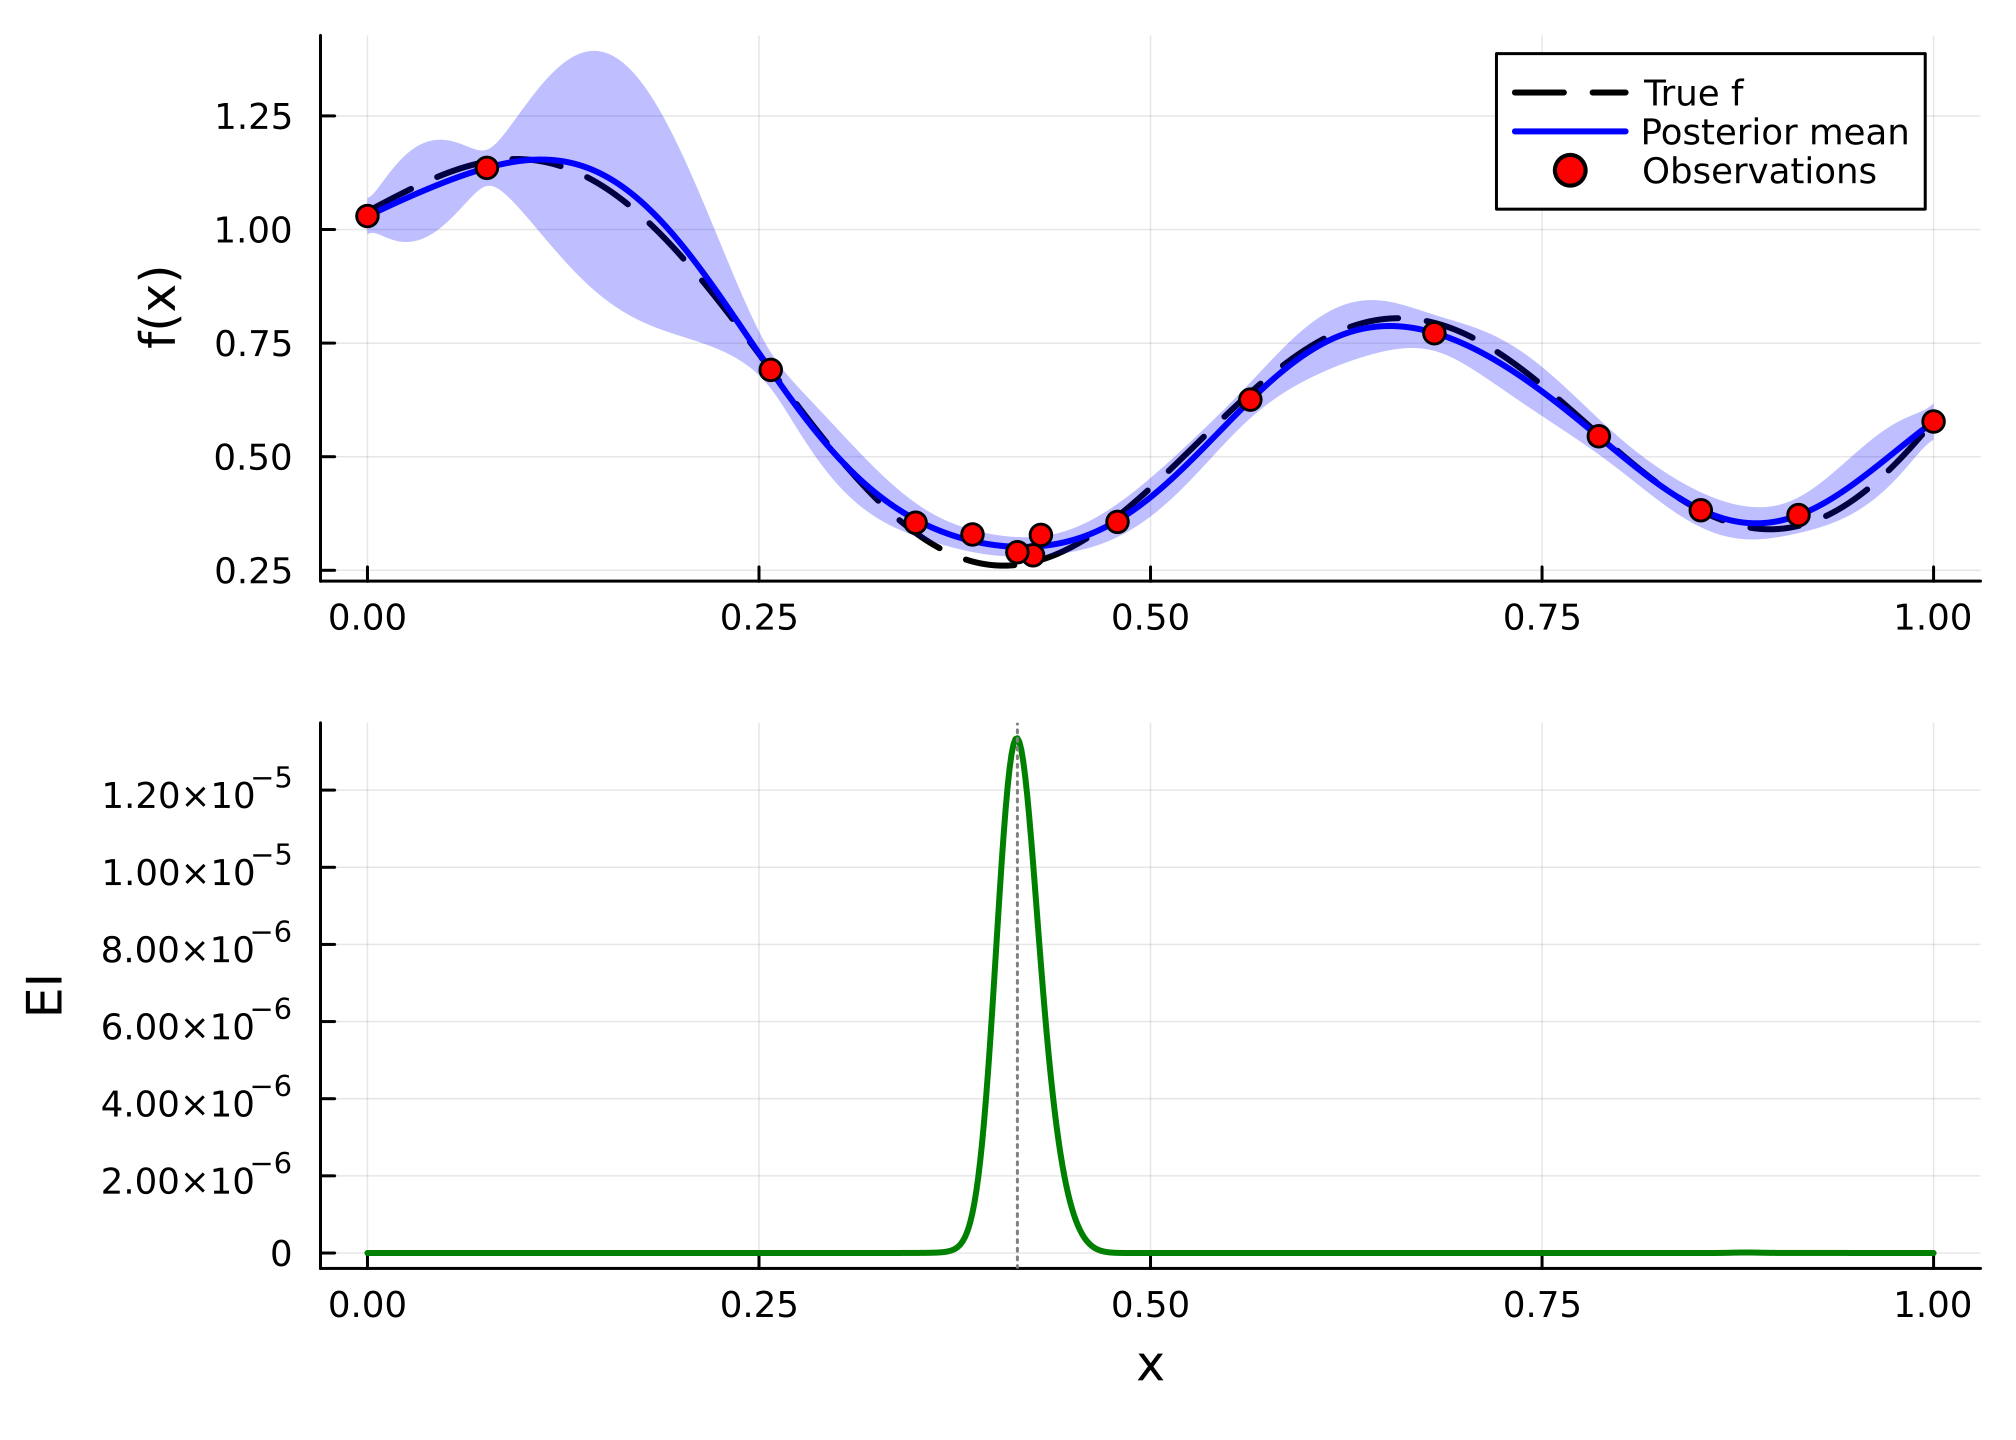 f(x)
1.25
1.00
0.75
0.50
0.25
0.00 0.25 0.50 0.75 1.00
True f
Posterior mean
Observations
EI
1.20×10⁻⁵
1.00×10⁻⁵
8.00×10⁻⁶
6.00×10⁻⁶
4.00×10⁻⁶
2.00×10⁻⁶
0
0.00 0.25 0.50 0.75 1.00
x